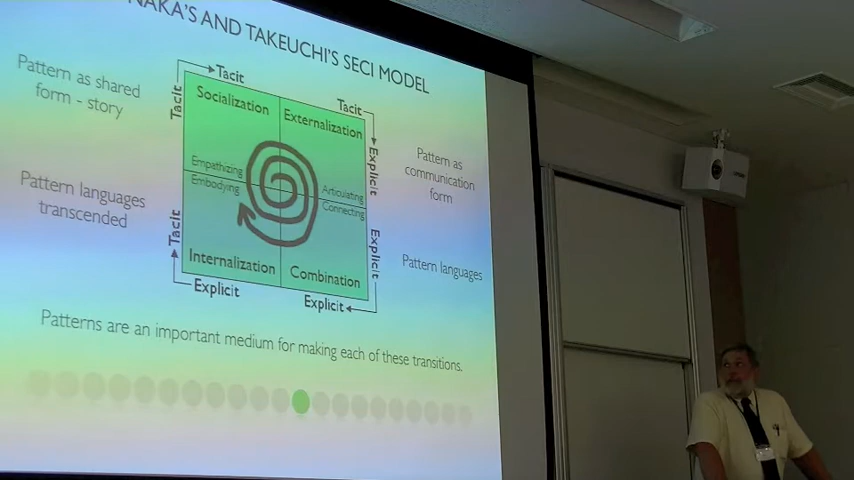 NAKA'S AND TAKEUCHI'S SECI MODEL
Pattern as shared
form - story
Pattern languages
transcended
Tacit
Tacit
Socialization
Tacit
Externalization
Explicit
Empathizing
Embodying
Articulating
Connecting
Tacit
Explicit
Internalization
Combination
Explicit
Explicit
Pattern as
communication
form
Pattern languages
Patterns are an important medium for making each of these transitions.